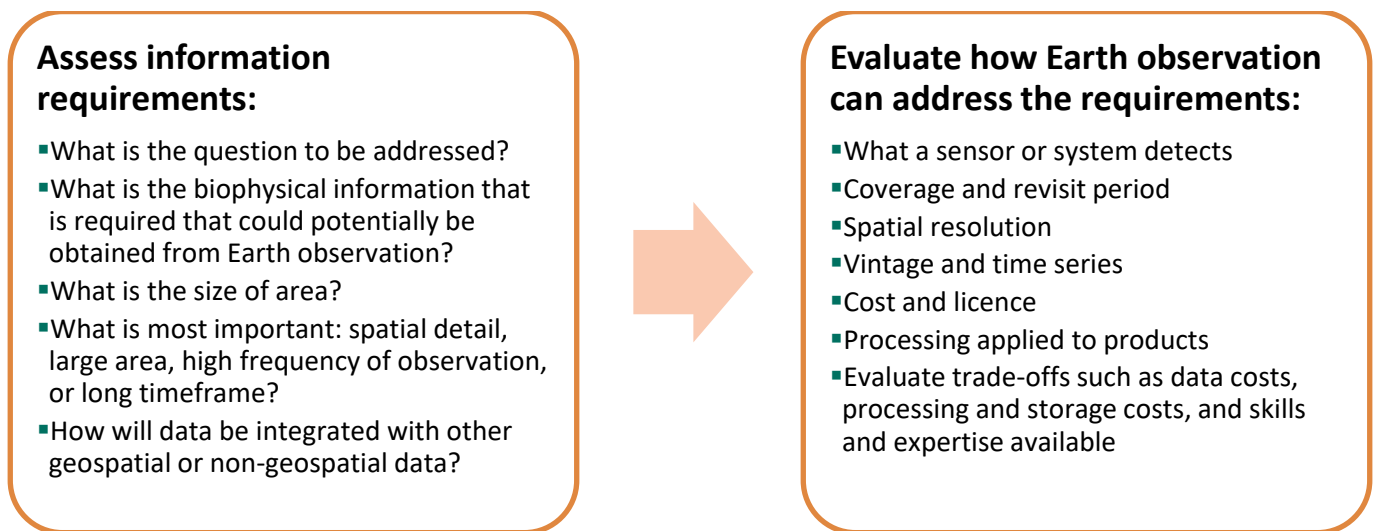 Assess information
requirements:
▪What is the question to be addressed?
▪What is the biophysical information that
is required that could potentially be
obtained from Earth observation?
▪What is the size of area?
▪What is most important: spatial detail,
large area, high frequency of observation,
or long timeframe?
▪How will data be integrated with other
geospatial or non-geospatial data?
Evaluate how Earth observation
can address the requirements:
▪What a sensor or system detects
▪Coverage and revisit period
▪Spatial resolution
▪Vintage and time series
▪Cost and licence
▪Processing applied to products
▪Evaluate trade-offs such as data costs,
processing and storage costs, and skills
and expertise available